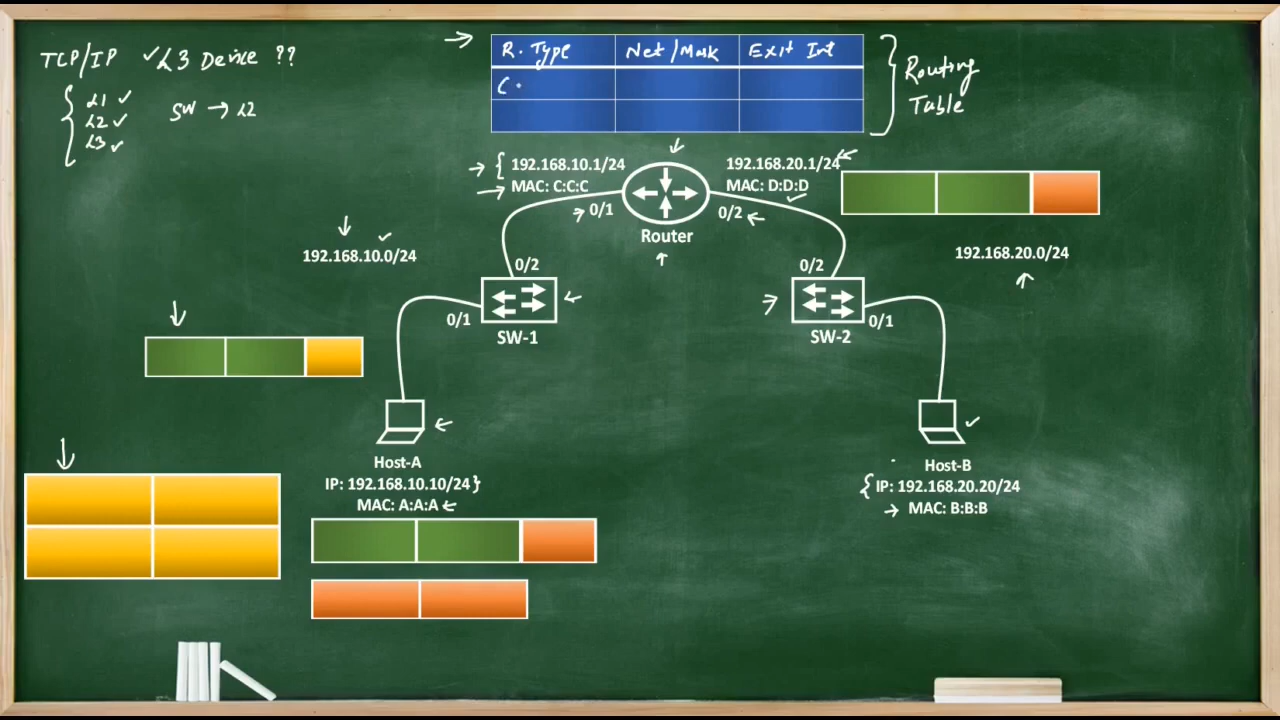 TCP/IP ✓L3 Device ??
L1 ✓
L2 ✓
L3 ✓
SW → L2
R. Type Net/Mask Exit Int
C
Routing
Table
192.168.10.1/24
MAC: C:C:C
0/1
192.168.20.1/24
MAC: D:D:D
0/2
Router
192.168.10.0/24
192.168.20.0/24
0/2
0/1
SW-1
0/2
0/1
SW-2
Host-A
IP: 192.168.10.10/24
MAC: A:A:A
Host-B
IP: 192.168.20.20/24
MAC: B:B:B